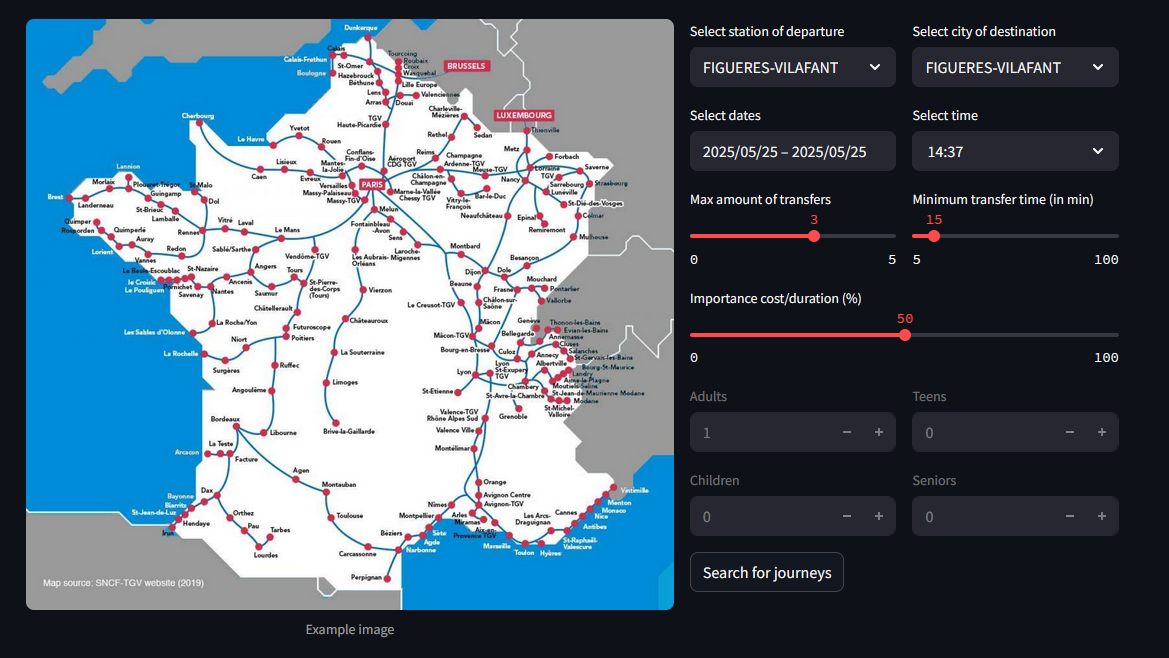 Dunkerque
Calais
Tourcoing
Roubaix
Croix
Wasquehal
Calais-Frethun
St-Omer
BRUSSELS
Boulogne
Hazebrouck
Béthune
Lille Europe
Lens
Valenciennes
Arras
Douai
Cherbourg
TGV
Haute-Picardie
Charleville-
Mézières
LUXEMBOURG
Thionville
Yvetot
Le Havre
Rouen
Rethel
Sedan
Metz
Forbach
Conflans-
Fin-d'Oise
Aéroport
CDG TGV
Reims
Champagne
Ardenne-TGV
Meuse-TGV
Lorraine
TGV
Saverne
Lisieux
Mantes-
la-Jolie
Caen
Evreux
Versailles
Massy-Palaiseau
Massy-TGV
PARIS
Marne-la-Vallée
Chessy TGV
Châlon-en-
Champagne
Vitry-le-
François
Bar-le-Duc
Nancy
Sarrebourg
Luneville
Strasbourg
St-Dié-des-Vosges
Lannion
Morlaix
Plouaret-Trégor
Guingamp
St-Malo
Brest
Landerneau
St-Brieuc
Lamballe
Dol
Melun
Neufchâteau
Epinal
Colmar
Remiremont
Quimper
Rosporden
Quimperlé
Auray
Rennes
Vitré
Laval
Le Mans
Fontainbleau
-Avon
Sens
Mulhouse
Lorient
Vannes
Redon
Sablé/Sarthe
Vendôme-TGV
Les Aubrais-
Orléans
Laroche-
Migennes
Montbard
Besançon
La Baule-Escoublac
St-Nazaire
Angers
Tours
Dijon
Dole
Mouchard
le Croisic
Le Pouliguen
Pornichet
Savenay
Nantes
Ancenis
Saumur
St-Pierre-
des-Corps
(Tours)
Vierzon
Beaune
Frasne
Pontarlier
Châtellerault
Le Creusot-TGV
Châlon-sur-
Saône
Vallorbe
Les Sables d'Olonne
La Roche/Yon
Futuroscope
Châteauroux
Mâcon
Genève
Thonon-les-Bains
Evian-les-Bains
Niort
Poitiers
Mâcon-TGV
Bellegarde
Annemasse
Cluses
La Rochelle
Surgères
La Souterraine
Bourg-en-Bresse
Culoz
Annecy
Salanches
St-Gervais-les-Bains
Ruffec
Lyon
Lyon
St-Exupery
TGV
Albertville
Bourg-St-Maurice
Landry
Aime-la-Plagne
Angoulême
Limoges
St-Etienne
Chambery
Moutiers-Salins
St-Avre-la-Chambre
St-Jean-de-Maurienne Modane
Modane
Bordeaux
Libourne
Brive-la-Gaillarde
Valence-TGV
Rhône Alpes Sud
Grenoble
St-Michel-
Valloire
Valence Ville
La Teste
Arcacon
Facture
Montélimar
Agen
Montauban
Orange
Avignon Centre
Avignon-TGV
Vintimille
Menton
Monaco
Nice
Antibes
Bayonne
Biarritz
St-Jean-de-Luz
Dax
Hendaye
Irun
Orthez
Pau
Tarbes
Lourdes
Toulouse
Nîmes
Montpellier
Arles
Miramas
Aix-en-
Provence TGV
Les Arcs-
Draguignan
Cannes
Béziers
Sète
Agde
Narbonne
Marseille
Toulon
Hyères
St-Raphaël-
Valescure
Carcassonne
Perpignan
Map source: SNCF-TGV website (2019)
Example image
Select station of departure
Select city of destination
FIGUERES-VILAFANT
FIGUERES-VILAFANT
Select dates
Select time
2025/05/25 – 2025/05/25
14:37
Max amount of transfers
Minimum transfer time (in min)
3
15
0
5
5
100
Importance cost/duration (%)
50
0
100
Adults
Teens
1
0
Children
Seniors
0
0
Search for journeys